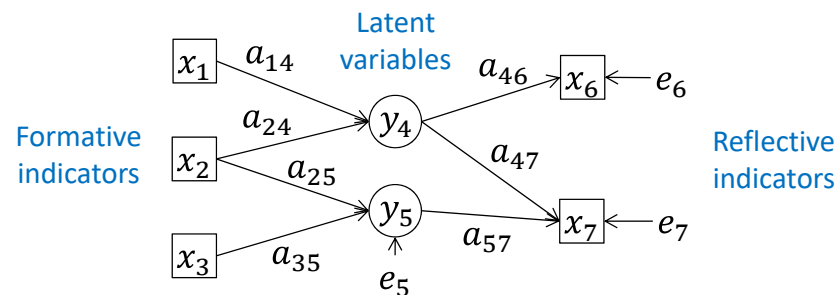 Latent
variables
x₁
a₁₄
a₄₆
x₆
e₆
Formative
indicators
a₂₄
y₄
x₂
a₂₅
a₄₇
Reflective
indicators
y₅
x₇
e₇
x₃
a₃₅
a₅₇
e₅